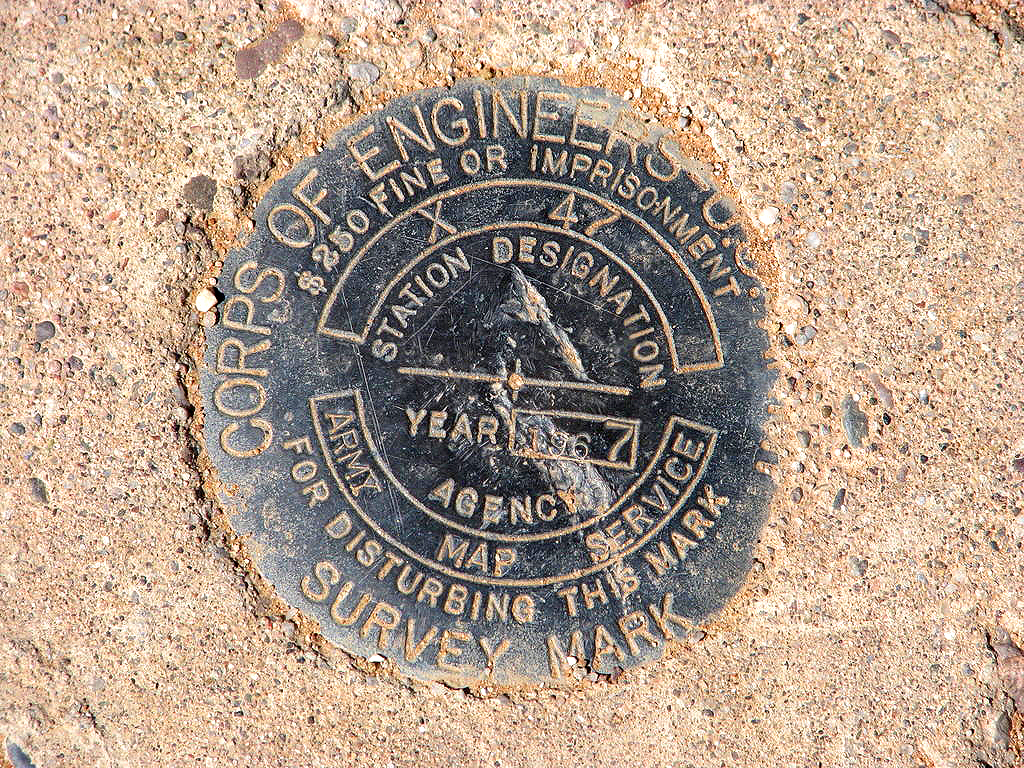 CORPS OF ENGINEERS U.S.
$250 FINE OR IMPRISONMENT
X 47
STATION DESIGNATION
YEAR 1967
AGENCY
ARMY MAP SERVICE
FOR DISTURBING THIS MARK
SURVEY MARK